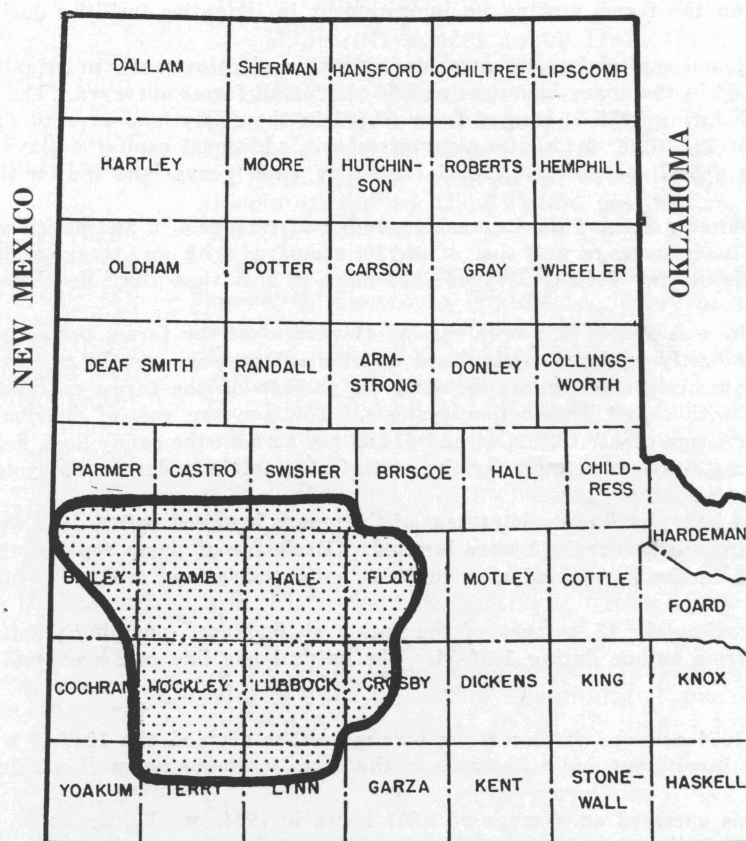 DALLAM SHERMAN HANSFORD OCHILTREE LIPSCOMB
HARTLEY MOORE HUTCHIN-
SON ROBERTS HEMPHILL
OKLAHOMA
NEW MEXICO
OLDHAM POTTER CARSON GRAY WHEELER
DEAF SMITH RANDALL ARM-
STRONG DONLEY COLLINGS-
WORTH
PARMER CASTRO SWISHER BRISCOE HALL CHILD-
RESS
HARDEMAN
BAILEY LAMB HALE FLOYD MOTLEY COTTLE
FOARD
COCHRAN HOCKLEY LUBBOCK CROSBY DICKENS KING KNOX
YOAKUM TERRY LYNN GARZA KENT STONE-
WALL HASKELL